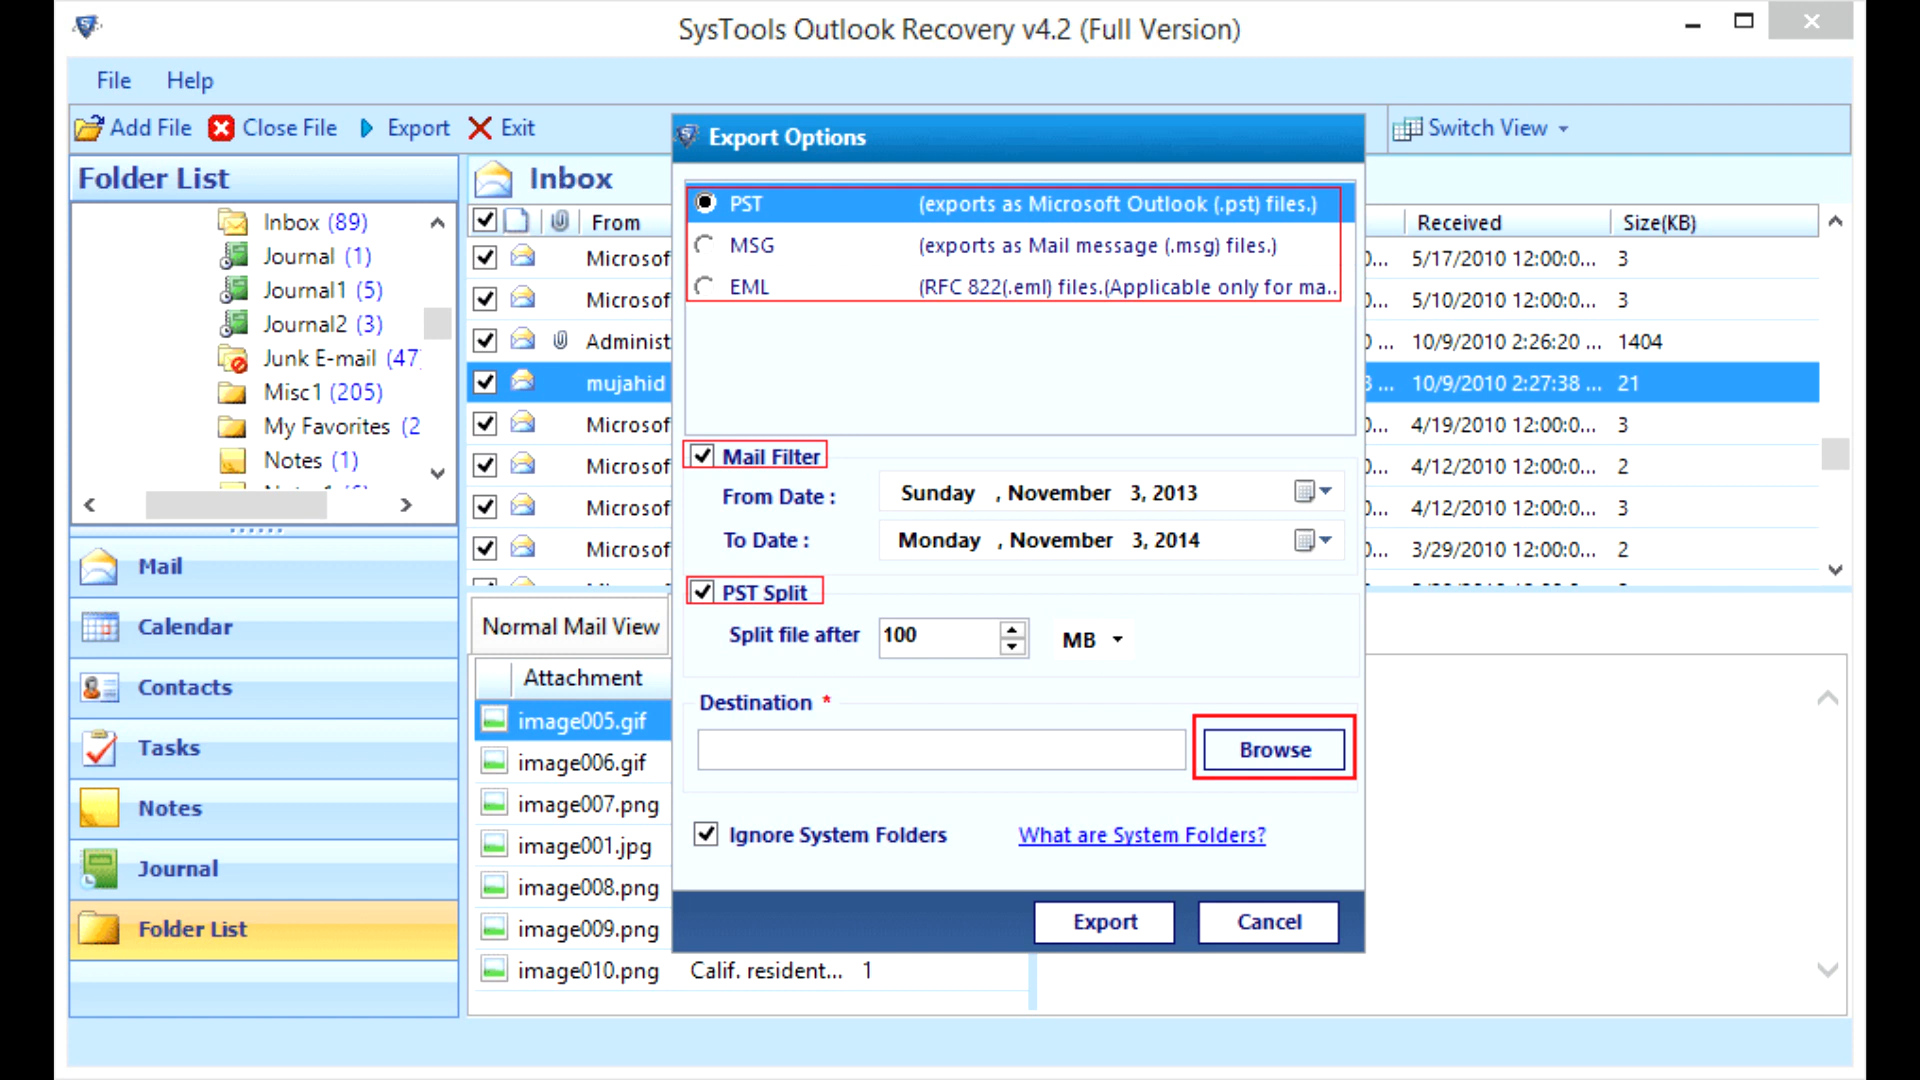 SysTools Outlook Recovery v4.2 (Full Version)
File Help
Add File Close File Export Exit Switch View
Folder List
Inbox (89)
Journal (1)
Journal1 (5)
Journal2 (3)
Junk E-mail (47
Misc1 (205)
My Favorites (2
Notes (1)
Mail
Calendar
Contacts
Tasks
Notes
Journal
Folder List
Inbox
From Received Size(KB)
Microsof 0... 5/17/2010 12:00:0... 3
Microsof 0... 5/10/2010 12:00:0... 3
Administ 0 ... 10/9/2010 2:26:20 ... 1404
mujahid 3 ... 10/9/2010 2:27:38 ... 21
Microsof 0... 4/19/2010 12:00:0... 3
Microsof 0... 4/12/2010 12:00:0... 2
Microsof 0... 4/12/2010 12:00:0... 3
Microsof 0... 3/29/2010 12:00:0... 2
Normal Mail View
Attachment
image005.gif
image006.gif
image007.png
image001.jpg
image008.png
image009.png
image010.png Calif. resident... 1
Export Options
PST (exports as Microsoft Outlook (.pst) files.)
MSG (exports as Mail message (.msg) files.)
EML (RFC 822(.eml) files.(Applicable only for ma...
Mail Filter
From Date : Sunday , November 3, 2013
To Date : Monday , November 3, 2014
PST Split
Split file after 100 MB
Destination *
Browse
Ignore System Folders What are System Folders?
Export Cancel